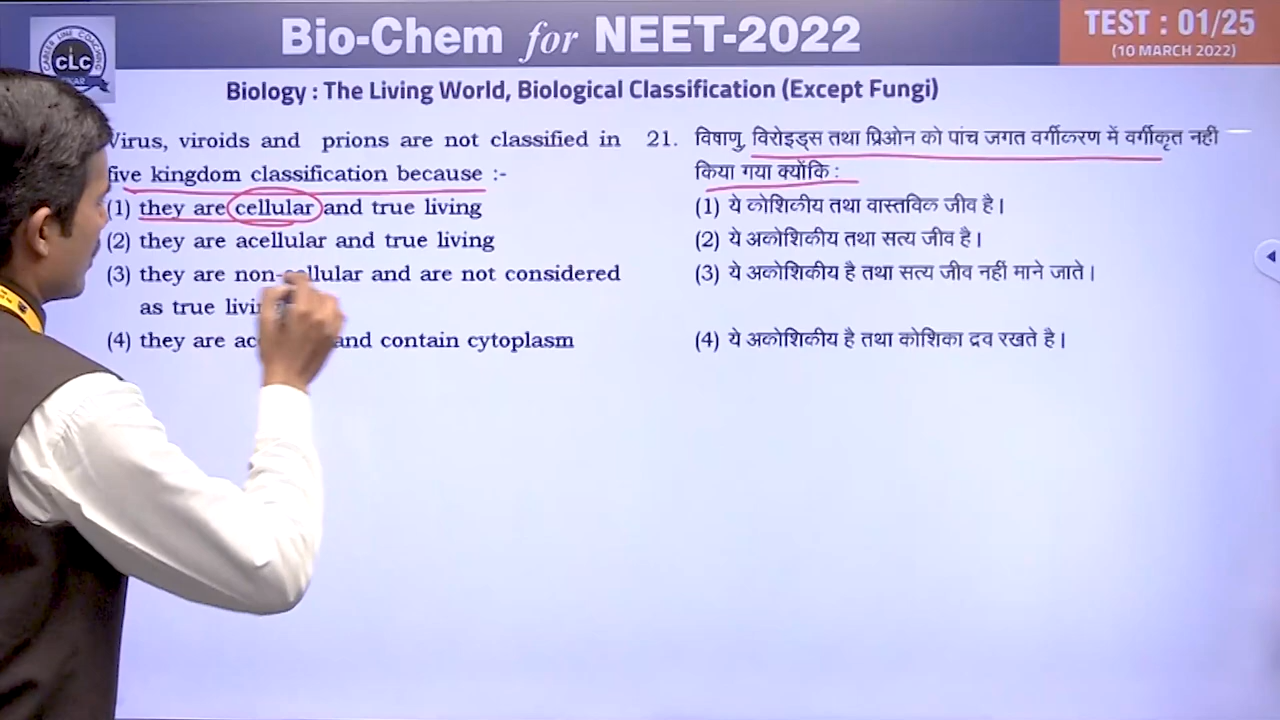 Bio-Chem for NEET-2022
TEST : 01/25
(10 MARCH 2022)
CLC
Biology : The Living World, Biological Classification (Except Fungi)
Virus, viroids and prions are not classified in
five kingdom classification because :-
(1) they are cellular and true living
(2) they are acellular and true living
(3) they are non-cellular and are not considered
as true
(4) they are and contain cytoplasm
21. विषाणु, विरोइड्स तथा प्रिओन को पांच जगत वर्गीकरण में वर्गीकृत नहीं
किया गया क्योंकि :
(1) ये कोशिकीय तथा वास्तविक जीव है।
(2) ये अकोशिकीय तथा सत्य जीव है।
(3) ये अकोशिकीय है तथा सत्य जीव नहीं माने जाते।
(4) ये अकोशिकीय है तथा कोशिका द्रव रखते है।